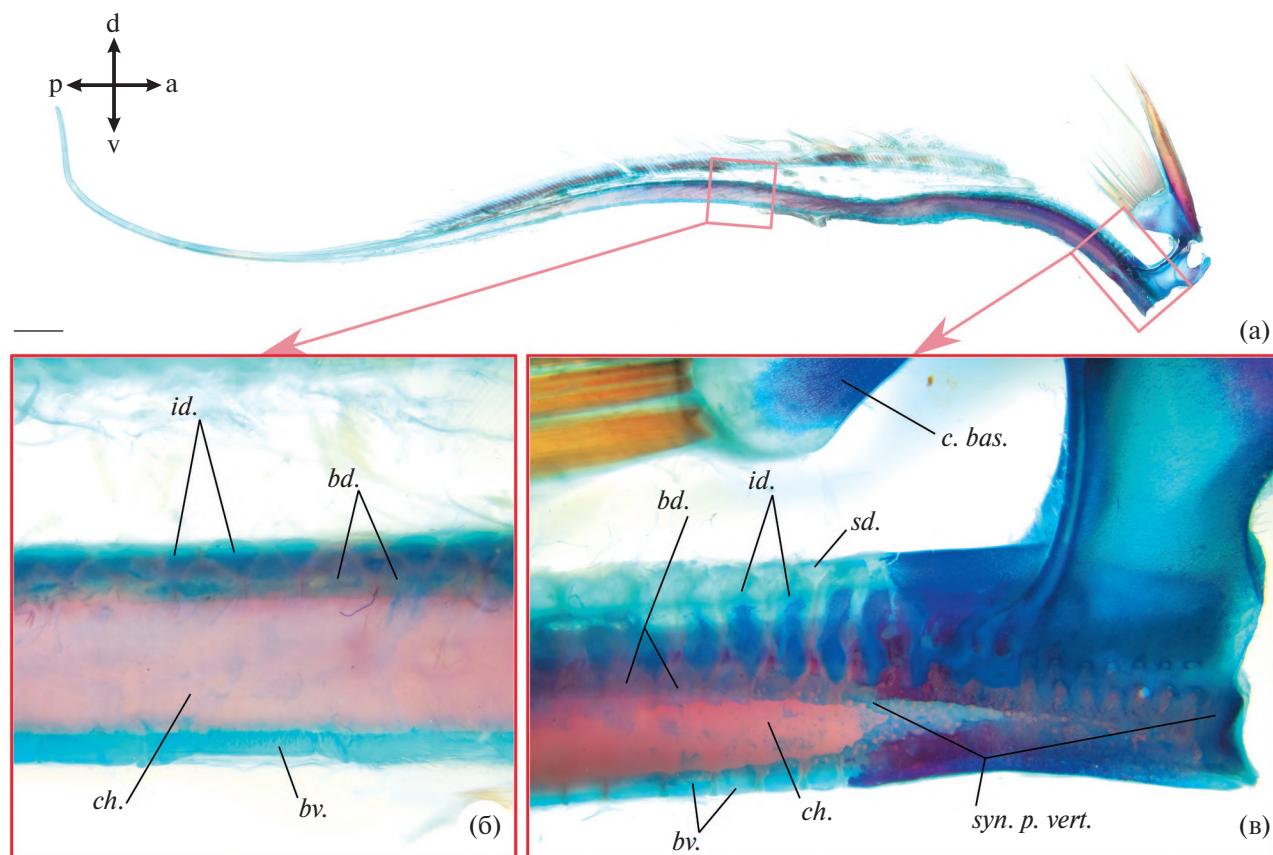 d
p a
v
(а)
id.
bd.
ch.
bv.
(б)
c. bas.
id.
bd.
sd.
ch.
bv.
syn. p. vert.
(в)